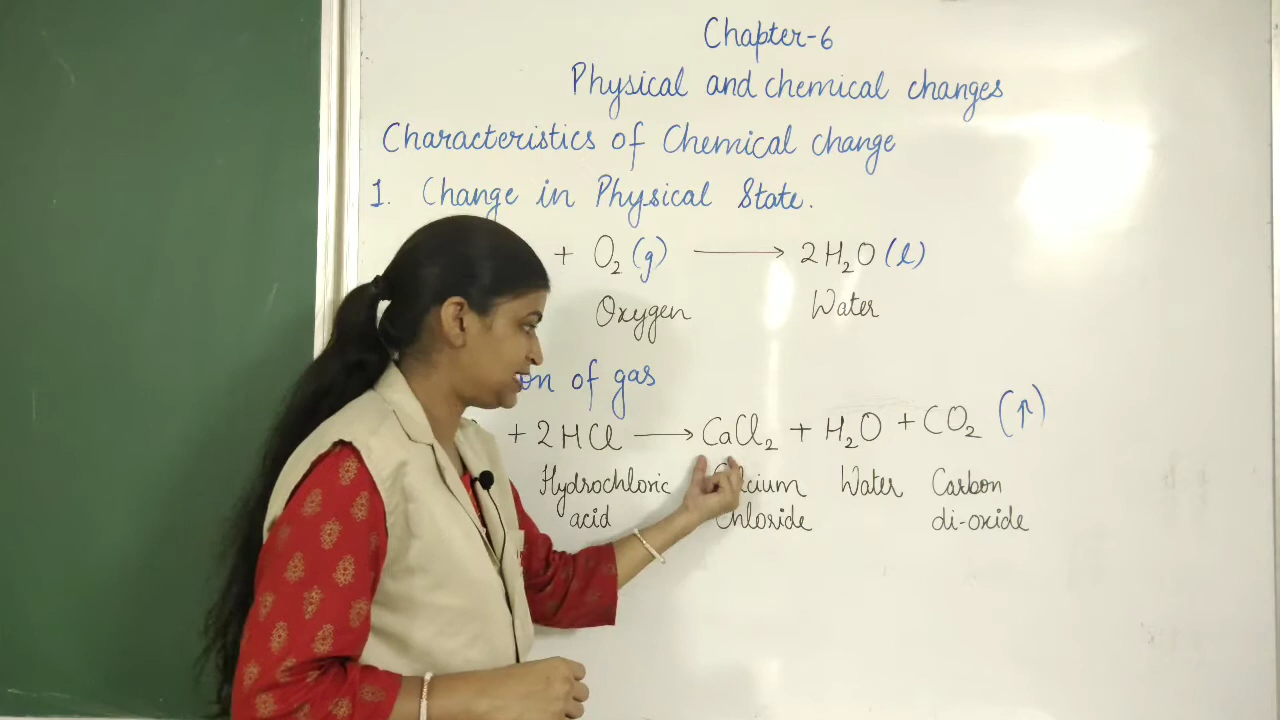 Chapter-6
Physical and chemical changes
Characteristics of Chemical change
1. Change in Physical State.
+ O₂(g) ⟶ 2H₂O(l)
Oxygen Water
on of gas
+ 2HCl ⟶ CaCl₂ + H₂O + CO₂ (↑)
Hydrochloric Calcium Water Carbon
acid Chloride di-oxide